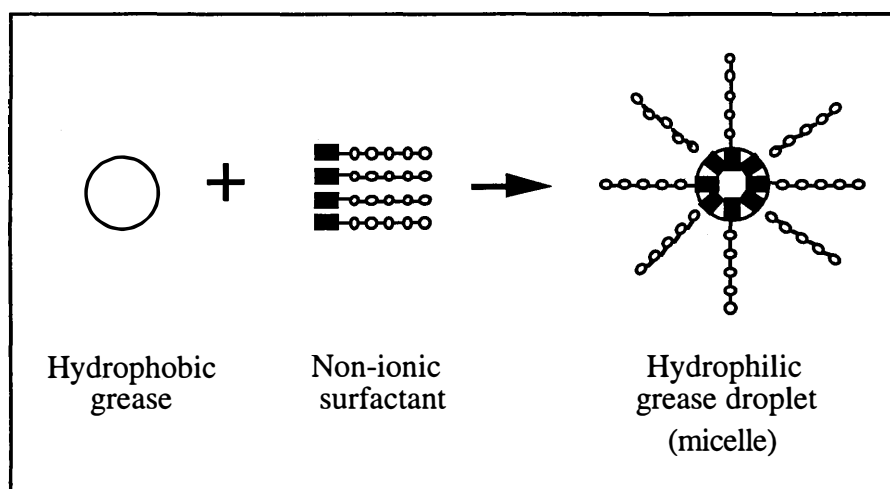 Hydrophobic
grease
Non-ionic
surfactant
Hydrophilic
grease droplet
(micelle)